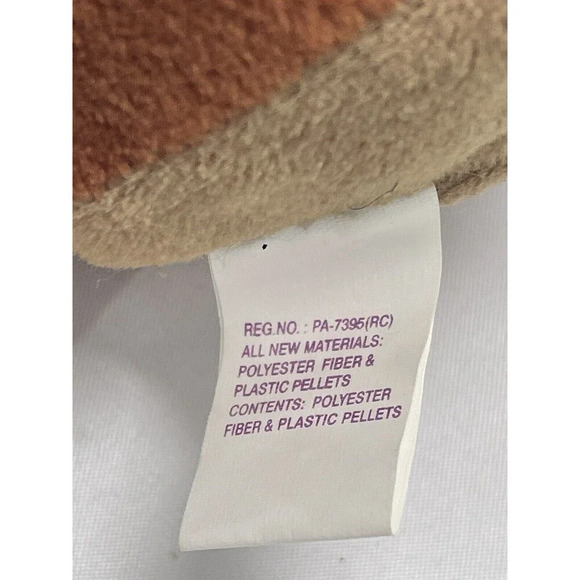 REG.NO. : PA-7395(RC)
ALL NEW MATERIALS:
POLYESTER FIBER &
PLASTIC PELLETS
CONTENTS: POLYESTER
FIBER & PLASTIC PELLETS